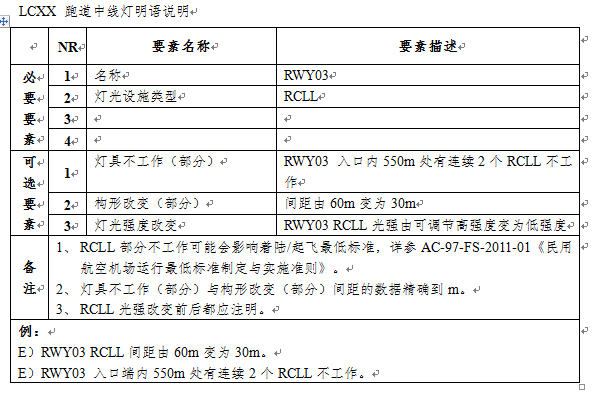 LCXX 跑道中线灯明语说明
NR 要素名称 要素描述
必要要素
1 名称 RWY03
2 灯光设施类型 RCLL
3
4
可选要素
1 灯具不工作（部分） RWY03 入口内 550m 处有连续 2 个 RCLL 不工
作
2 构形改变（部分） 间距由 60m 变为 30m
3 灯光强度改变 RWY03 RCLL 光强由可调节高强度变为低强度
备注
1、 RCLL 部分不工作可能会影响着陆/起飞最低标准，详参 AC-97-FS-2011-01《民用
航空机场运行最低标准制定与实施准则》。
2、 灯具不工作（部分）与构形改变（部分）间距的数据精确到 m。
3、 RCLL 光强改变前后都应注明。
例：
E）RWY03 RCLL 间距由 60m 变为 30m。
E）RWY03 入口端内 550m 处有连续 2 个 RCLL 不工作。